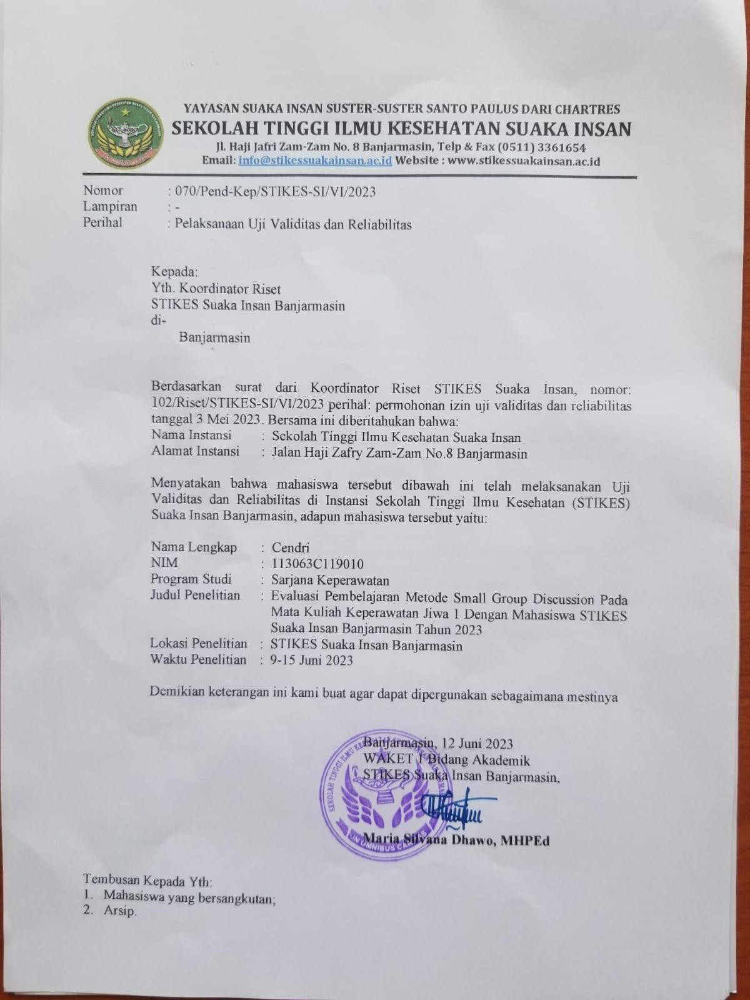 YAYASAN SUAKA INSAN SUSTER-SUSTER SANTO PAULUS DARI CHARTRES
SEKOLAH TINGGI ILMU KESEHATAN SUAKA INSAN
Jl. Haji Jafri Zam-Zam No. 8 Banjarmasin, Telp & Fax (0511) 3361654
Email: info@stikessuakainsan.ac.id Website : www.stikessuakainsan.ac.id
Nomor : 070/Pend-Kep/STIKES-SI/VI/2023
Lampiran : -
Perihal : Pelaksanaan Uji Validitas dan Reliabilitas
Kepada:
Yth. Koordinator Riset
STIKES Suaka Insan Banjarmasin
di-
Banjarmasin
Berdasarkan surat dari Koordinator Riset STIKES Suaka Insan, nomor:
102/Riset/STIKES-SI/VI/2023 perihal: permohonan izin uji validitas dan reliabilitas
tanggal 3 Mei 2023. Bersama ini diberitahukan bahwa:
Nama Instansi : Sekolah Tinggi Ilmu Kesehatan Suaka Insan
Alamat Instansi : Jalan Haji Zafry Zam-Zam No.8 Banjarmasin
Menyatakan bahwa mahasiswa tersebut dibawah ini telah melaksanakan Uji
Validitas dan Reliabilitas di Instansi Sekolah Tinggi Ilmu Kesehatan (STIKES)
Suaka Insan Banjarmasin, adapun mahasiswa tersebut yaitu:
Nama Lengkap : Cendri
NIM : 113063C119010
Program Studi : Sarjana Keperawatan
Judul Penelitian : Evaluasi Pembelajaran Metode Small Group Discussion Pada
Mata Kuliah Keperawatan Jiwa 1 Dengan Mahasiswa STIKES
Suaka Insan Banjarmasin Tahun 2023
Lokasi Penelitian : STIKES Suaka Insan Banjarmasin
Waktu Penelitian : 9-15 Juni 2023
Demikian keterangan ini kami buat agar dapat dipergunakan sebagaimana mestinya
Banjarmasin, 12 Juni 2023
WAKET 1 Bidang Akademik
STIKES Suaka Insan Banjarmasin,
SEKOLAH TINGGI ILMU
IN OMNIBUS CARITAS
Maria Silvana Dhawo, MHPEd
Tembusan Kepada Yth:
1. Mahasiswa yang bersangkutan;
2. Arsip.